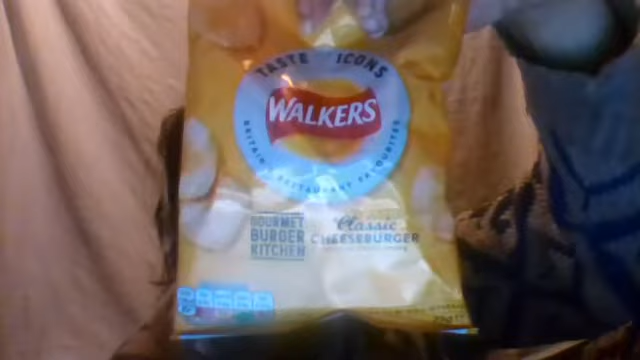 TASTE ICONS
WALKERS
BRITAIN'S RESTAURANT FAVOURITES
GOURMET
BURGER
KITCHEN
Classic
CHEESEBURGER